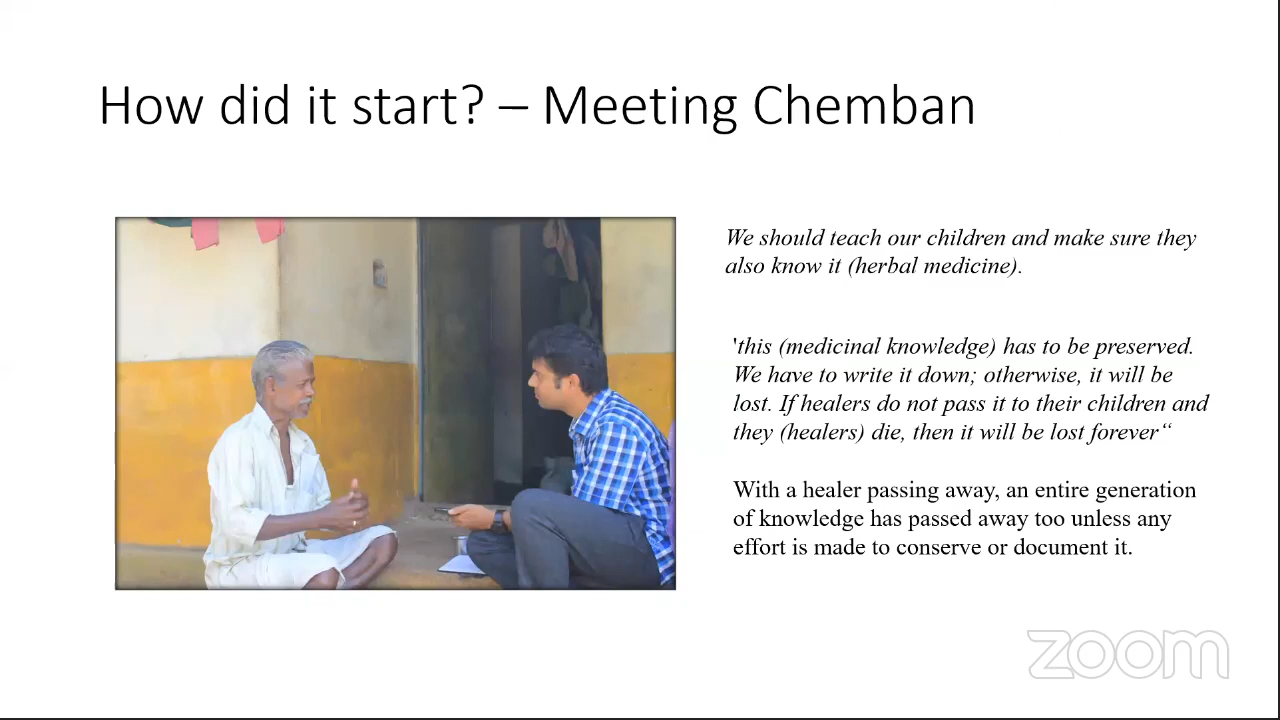 How did it start? – Meeting Chemban
We should teach our children and make sure they
also know it (herbal medicine).
'this (medicinal knowledge) has to be preserved.
We have to write it down; otherwise, it will be
lost. If healers do not pass it to their children and
they (healers) die, then it will be lost forever“
With a healer passing away, an entire generation
of knowledge has passed away too unless any
effort is made to conserve or document it.
zoom